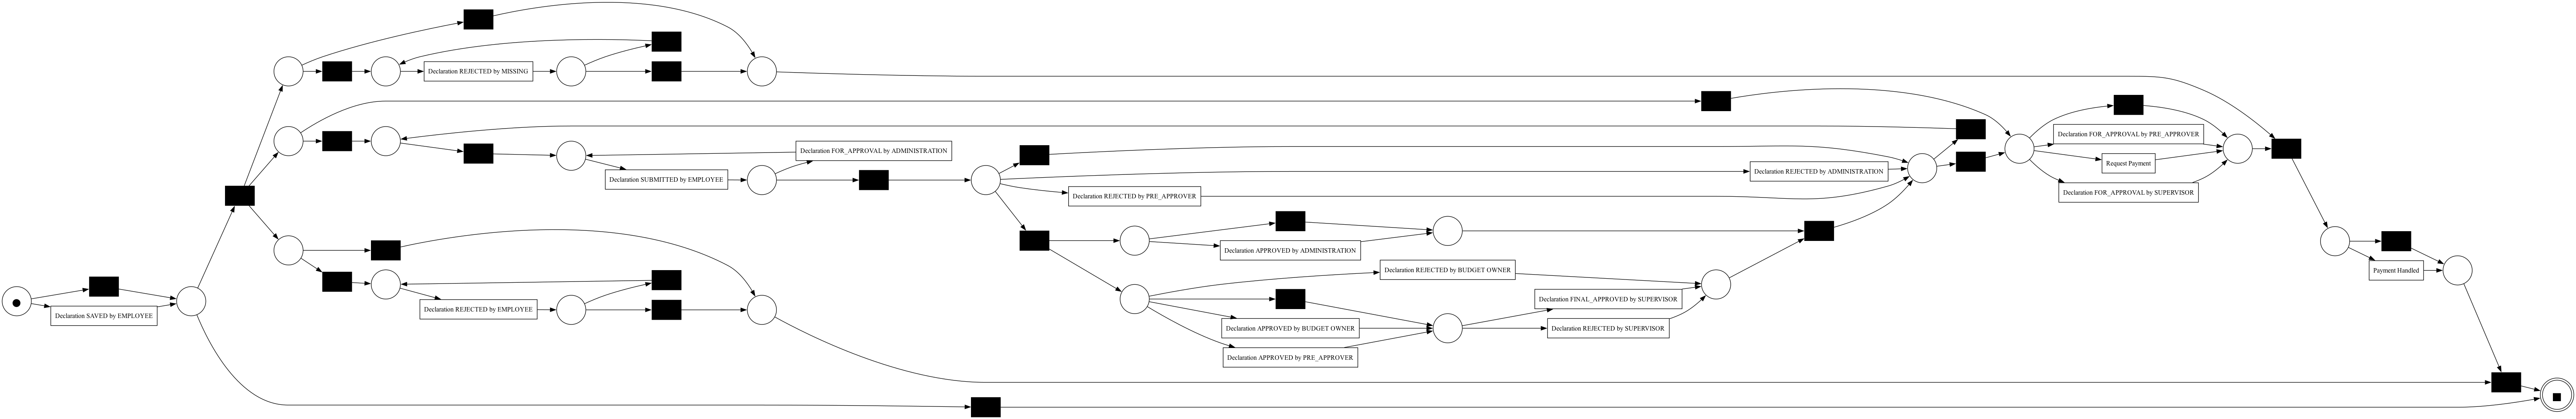 Declaration REJECTED by MISSING
Declaration FOR_APPROVAL by PRE_APPROVER
Declaration FOR_APPROVAL by ADMINISTRATION
Request Payment
Declaration REJECTED by ADMINISTRATION
Declaration SUBMITTED by EMPLOYEE
Declaration FOR_APPROVAL by SUPERVISOR
Declaration REJECTED by PRE_APPROVER
Declaration APPROVED by ADMINISTRATION
Declaration REJECTED by BUDGET OWNER
Payment Handled
Declaration FINAL_APPROVED by SUPERVISOR
Declaration REJECTED by EMPLOYEE
Declaration SAVED by EMPLOYEE
Declaration APPROVED by BUDGET OWNER
Declaration REJECTED by SUPERVISOR
Declaration APPROVED by PRE_APPROVER